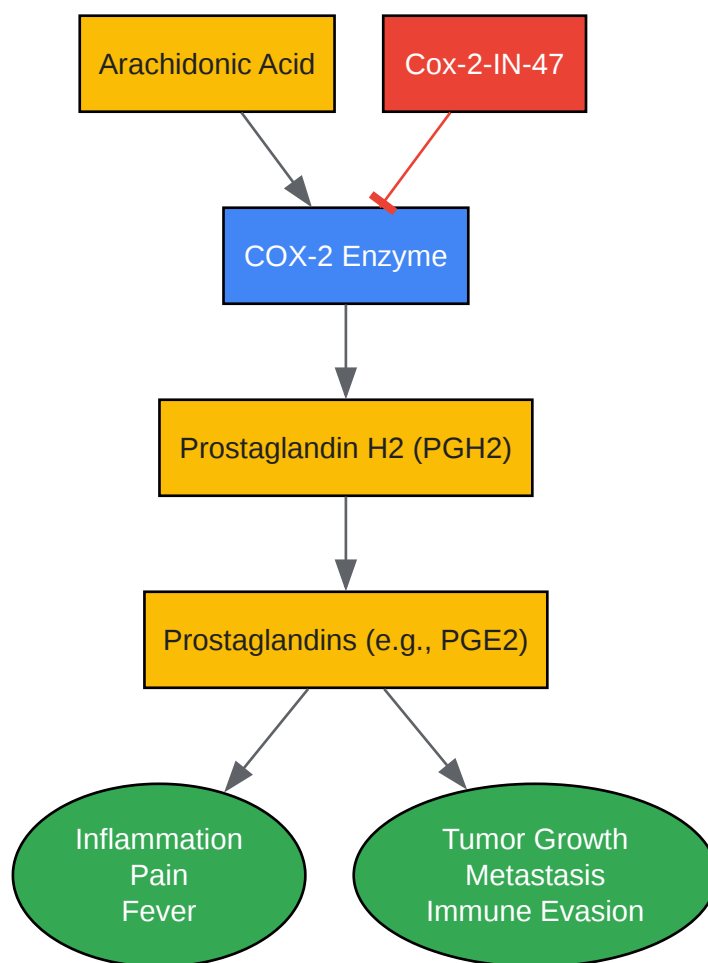 Arachidonic Acid
Cox-2-IN-47
COX-2 Enzyme
Prostaglandin H2 (PGH2)
Prostaglandins (e.g., PGE2)
Inflammation
Pain
Fever
Tumor Growth
Metastasis
Immune Evasion